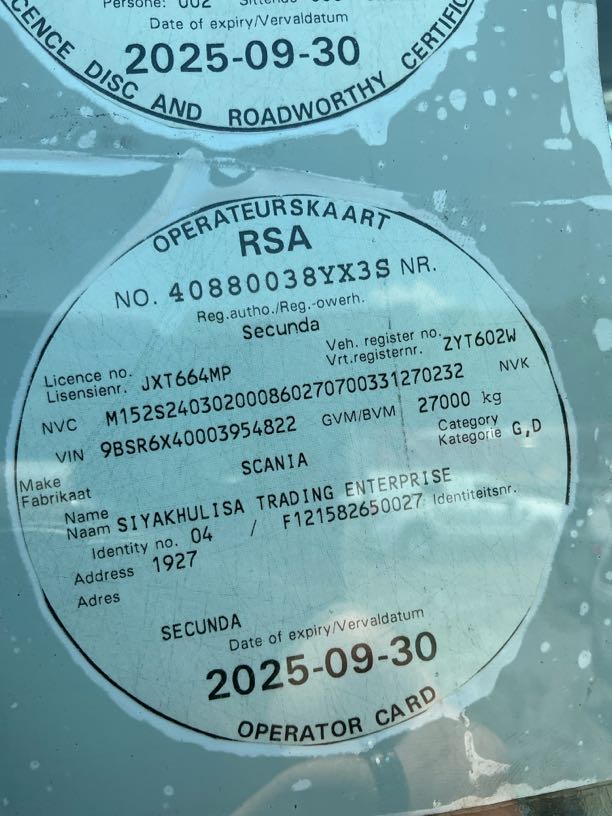 Persone: 002 Sittende
Date of expiry/Vervaldatum
2025-09-30
LICENCE DISC AND ROADWORTHY CERTIFIC
OPERATEURSKAART
RSA
NO. 40880038YX3S NR.
Reg.autho./Reg.-owerh.
Secunda
Licence no. Veh. register no.
Lisensienr. JXT664MP Vrt.registernr. ZYT602W
NVC M152S240302000860270700331270232 NVK
VIN 9BSR6X40003954822 GVM/BVM 27000 kg
Make SCANIA Category
Fabrikaat Kategorie G,D
Name
Naam SIYAKHULISA TRADING ENTERPRISE
Identity no. 04 / F121582650027 Identiteitsnr.
Address 1927
Adres
SECUNDA
Date of expiry/Vervaldatum
2025-09-30
OPERATOR CARD